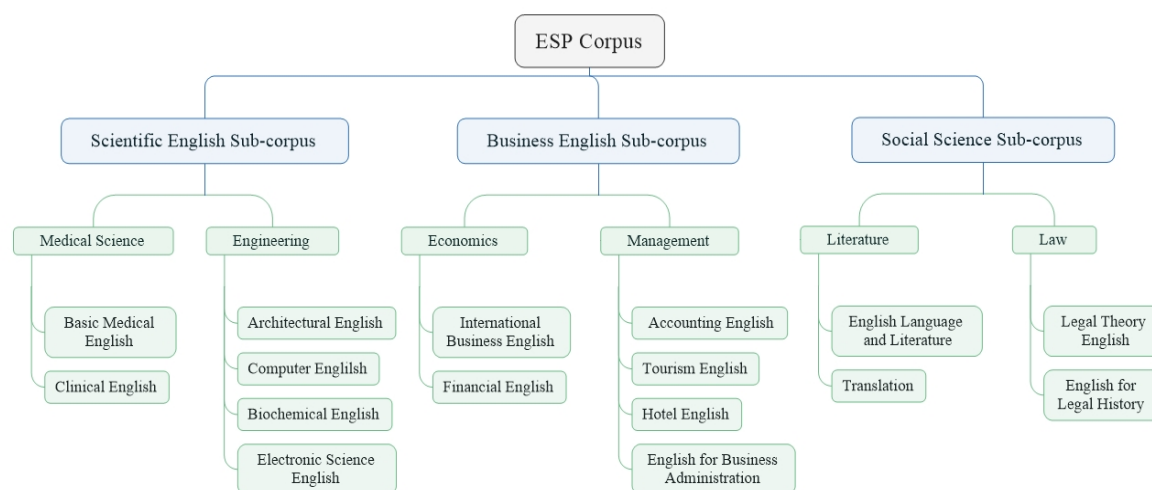 ESP Corpus
Scientific English Sub-corpus
Business English Sub-corpus
Social Science Sub-corpus
Medical Science
Engineering
Economics
Management
Literature
Law
Basic Medical
English
Clinical English
Architectural English
Computer Englilsh
Biochemical English
Electronic Science
English
International
Business English
Financial English
Accounting English
Tourism English
Hotel English
English for Business
Administration
English Language
and Literature
Translation
Legal Theory
English
English for
Legal History